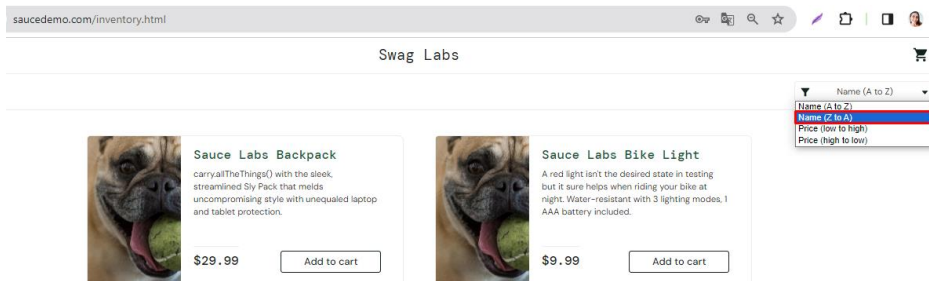 saucedemo.com/inventory.html
Swag Labs
Name (A to Z)
Name (A to Z)
Name (Z to A)
Price (low to high)
Price (high to low)
Sauce Labs Backpack
carry.allTheThings() with the sleek,
streamlined Sly Pack that melds
uncompromising style with unequaled laptop
and tablet protection.
$29.99
Add to cart
Sauce Labs Bike Light
A red light isn't the desired state in testing
but it sure helps when riding your bike at
night. Water-resistant with 3 lighting modes, 1
AAA battery included.
$9.99
Add to cart